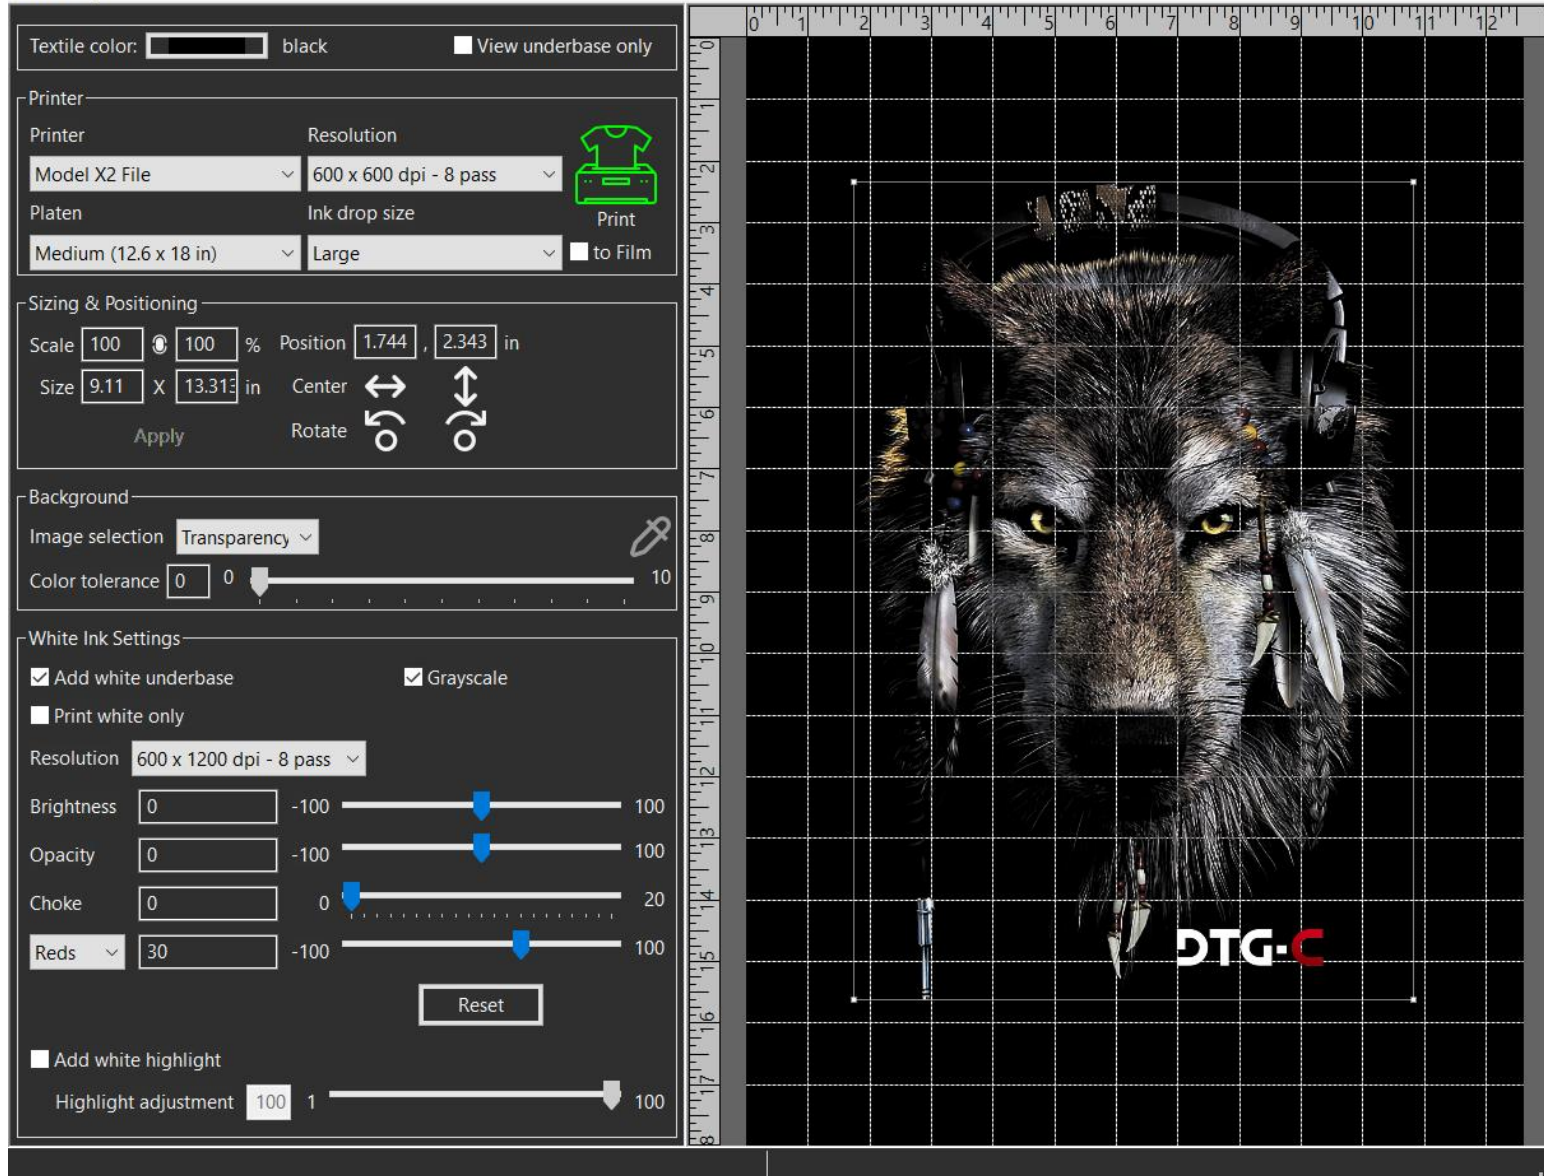 Textile color: black View underbase only
Printer
Printer Resolution
Model X2 File 600 x 600 dpi - 8 pass
Platen Ink drop size Print
Medium (12.6 x 18 in) Large to Film
Sizing & Positioning
Scale 100 100 % Position 1.744 , 2.343 in
Size 9.11 X 13.313 in Center
Apply Rotate
Background
Image selection Transparency
Color tolerance 0 0 10
White Ink Settings
Add white underbase Grayscale
Print white only
Resolution 600 x 1200 dpi - 8 pass
Brightness 0 -100 100
Opacity 0 -100 100
Choke 0 0 20
Reds 30 -100 100
Reset
Add white highlight
Highlight adjustment 100 1 100
0 1 2 3 4 5 6 7 8 9 10 11 12
0
1
2
3
4
5
6
7
8
9
10
11
12
13
14
15
16
17
8
DTG-C